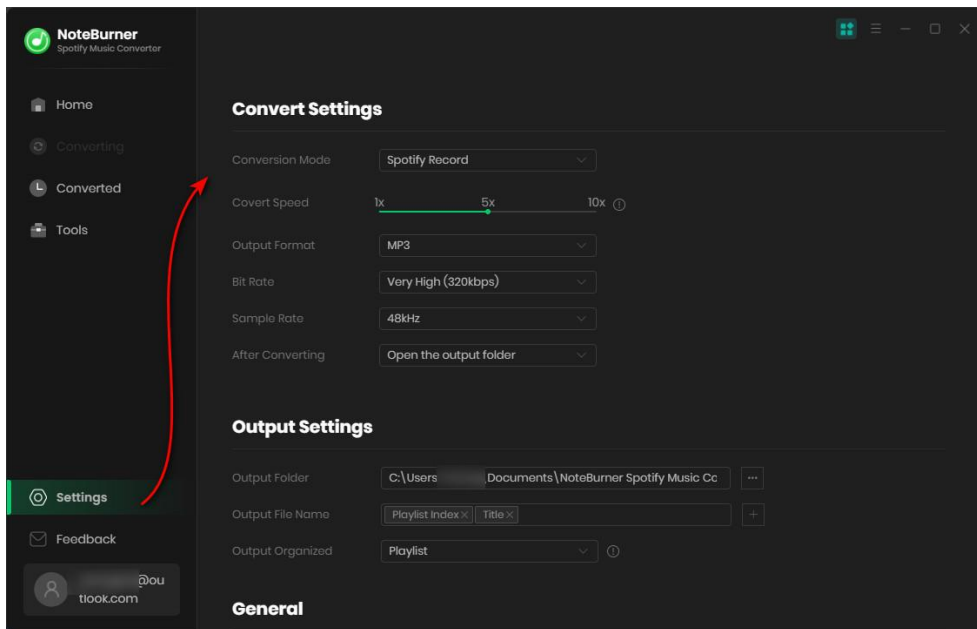 NoteBurner
Spotify Music Converter
Home
Converting
Converted
Tools
Settings
Feedback
@ou
tlook.com
Convert Settings
Conversion Mode Spotify Record
Covert Speed 1x 5x 10x
Output Format MP3
Bit Rate Very High (320kbps)
Sample Rate 48kHz
After Converting Open the output folder
Output Settings
Output Folder C:\Users Documents\NoteBurner Spotify Music Cc ...
Output File Name Playlist Index× Title× +
Output Organized Playlist
General